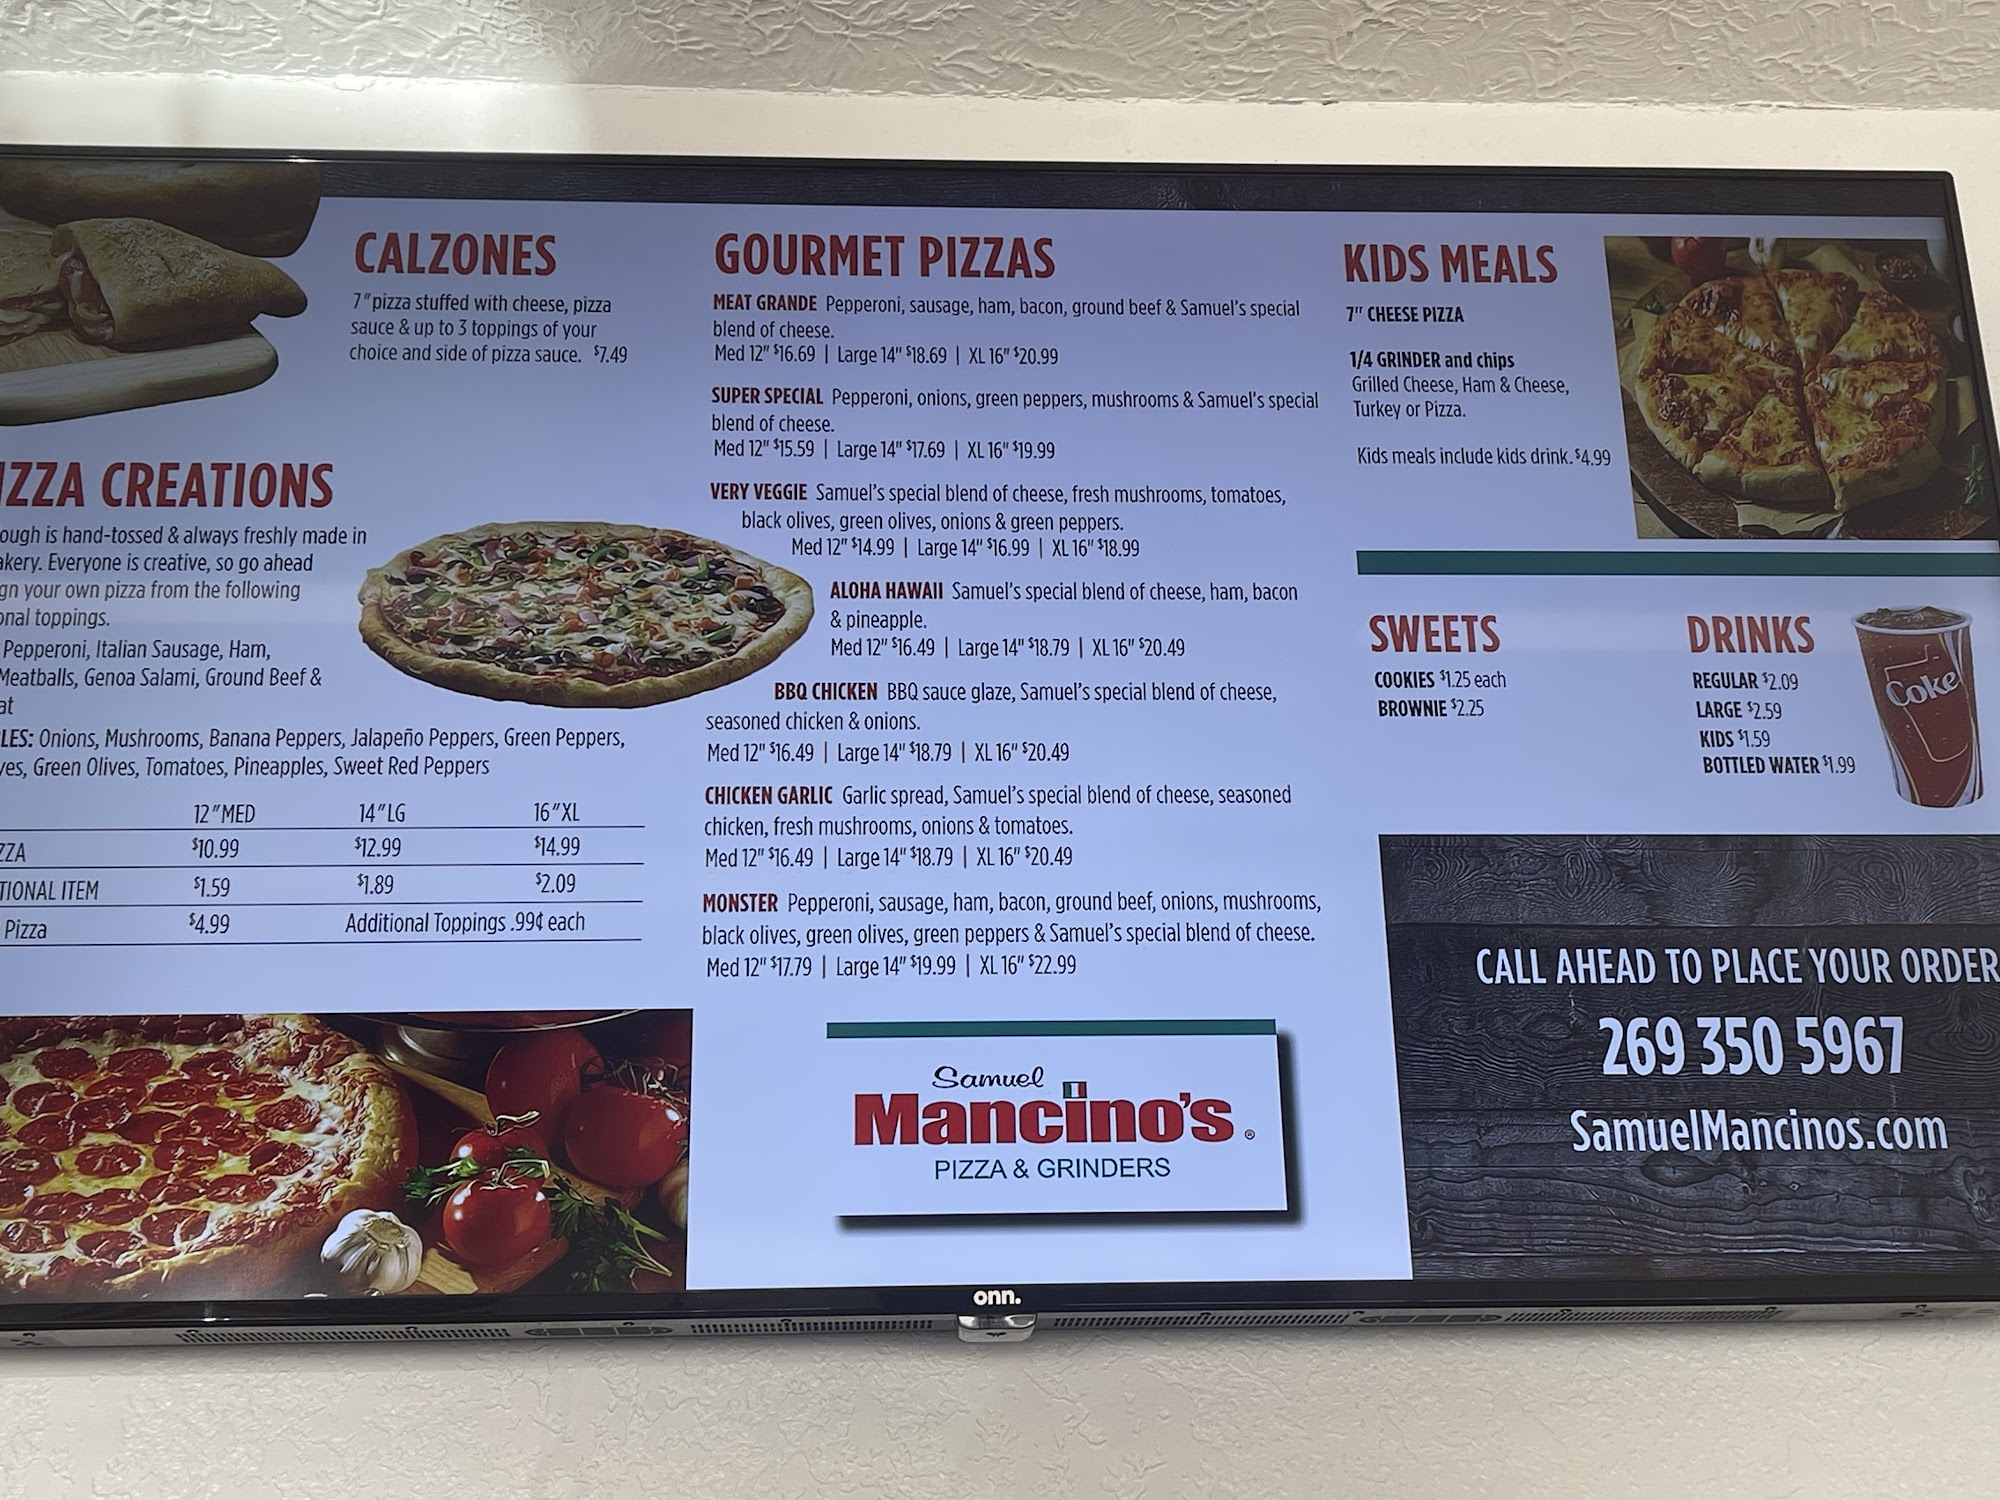 CALZONES
7" pizza stuffed with cheese, pizza
sauce & up to 3 toppings of your
choice and side of pizza sauce. $7.49
IZZA CREATIONS
ough is hand-tossed & always freshly made in
akery. Everyone is creative, so go ahead
gn your own pizza from the following
onal toppings.
Pepperoni, Italian Sausage, Ham,
Meatballs, Genoa Salami, Ground Beef &
at
LES: Onions, Mushrooms, Banana Peppers, Jalapeño Peppers, Green Peppers,
ves, Green Olives, Tomatoes, Pineapples, Sweet Red Peppers
12" MED 14" LG 16" XL
ZZA $10.99 $12.99 $14.99
TIONAL ITEM $1.59 $1.89 $2.09
Pizza $4.99 Additional Toppings .99¢ each
GOURMET PIZZAS
MEAT GRANDE Pepperoni, sausage, ham, bacon, ground beef & Samuel's special
blend of cheese.
Med 12" $16.69 | Large 14" $18.69 | XL 16" $20.99
SUPER SPECIAL Pepperoni, onions, green peppers, mushrooms & Samuel's special
blend of cheese.
Med 12" $15.59 | Large 14" $17.69 | XL 16" $19.99
VERY VEGGIE Samuel's special blend of cheese, fresh mushrooms, tomatoes,
black olives, green olives, onions & green peppers.
Med 12" $14.99 | Large 14" $16.99 | XL 16" $18.99
ALOHA HAWAII Samuel's special blend of cheese, ham, bacon
& pineapple.
Med 12" $16.49 | Large 14" $18.79 | XL 16" $20.49
BBQ CHICKEN BBQ sauce glaze, Samuel's special blend of cheese,
seasoned chicken & onions.
Med 12" $16.49 | Large 14" $18.79 | XL 16" $20.49
CHICKEN GARLIC Garlic spread, Samuel's special blend of cheese, seasoned
chicken, fresh mushrooms, onions & tomatoes.
Med 12" $16.49 | Large 14" $18.79 | XL 16" $20.49
MONSTER Pepperoni, sausage, ham, bacon, ground beef, onions, mushrooms,
black olives, green olives, green peppers & Samuel's special blend of cheese.
Med 12" $17.79 | Large 14" $19.99 | XL 16" $22.99
Samuel
Mancino's ®
PIZZA & GRINDERS
KIDS MEALS
7" CHEESE PIZZA
1/4 GRINDER and chips
Grilled Cheese, Ham & Cheese,
Turkey or Pizza.
Kids meals include kids drink. $4.99
SWEETS
COOKIES $1.25 each
BROWNIE $2.25
DRINKS
REGULAR $2.09
LARGE $2.59
KIDS $1.59
BOTTLED WATER $1.99
Coke
CALL AHEAD TO PLACE YOUR ORDER
269 350 5967
SamuelMancinos.com
onn.